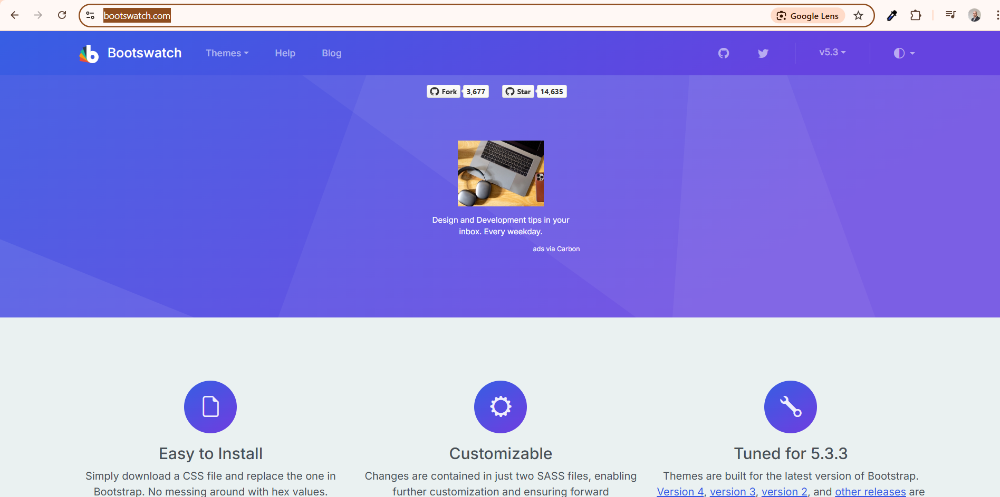 bootswatch.com
Google Lens
Bootswatch
Themes
Help
Blog
v5.3
Fork
3,677
Star
14,635
Design and Development tips in your
inbox. Every weekday.
ads via Carbon
Easy to Install
Simply download a CSS file and replace the one in
Bootstrap. No messing around with hex values.
Customizable
Changes are contained in just two SASS files, enabling
further customization and ensuring forward
Tuned for 5.3.3
Themes are built for the latest version of Bootstrap.
Version 4, version 3, version 2, and other releases are